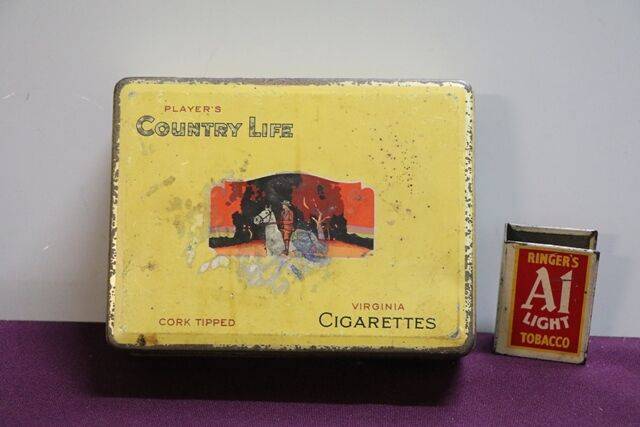 PLAYER'S
COUNTRY LIFE
CORK TIPPED
VIRGINIA
CIGARETTES
RINGER'S
A1
LIGHT
TOBACCO